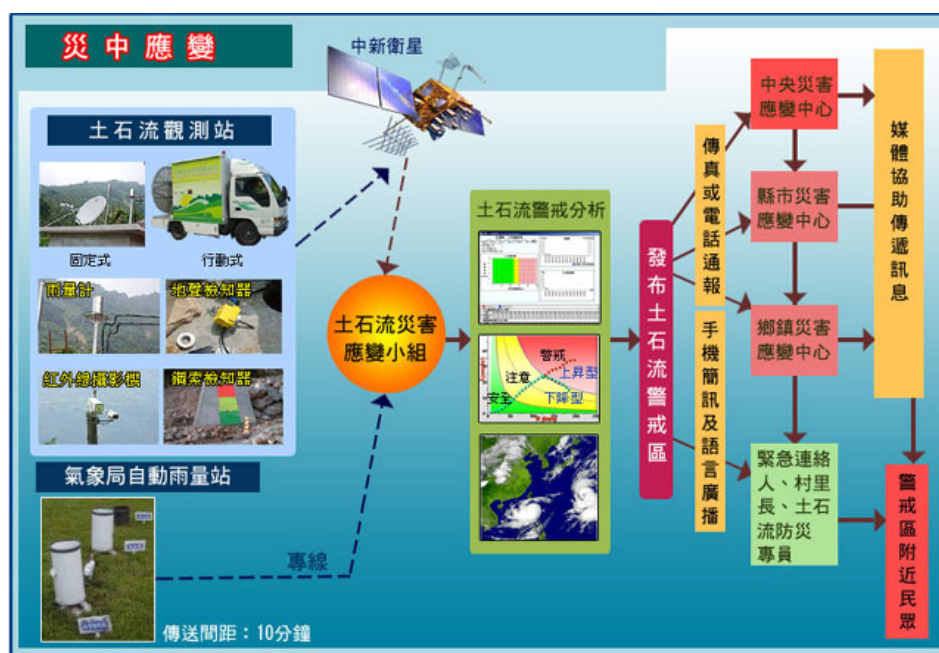 災中應變
中新衛星
土石流觀測站
固定式
行動式
雨量計
地聲檢知器
紅外線攝影機
鋼索檢知器
氣象局自動雨量站
專線
傳送間距：10分鐘
土石流災害
應變小組
土石流警戒分析
警戒
注意
上昇型
安全
下降型
發布土石流警戒區
傳真或電話通報
手機簡訊及語言廣播
中央災害
應變中心
縣市災害
應變中心
鄉鎮災害
應變中心
緊急連絡
人、村里
長、土石
流防災
專員
媒體協助傳遞訊息
警戒區附近民眾